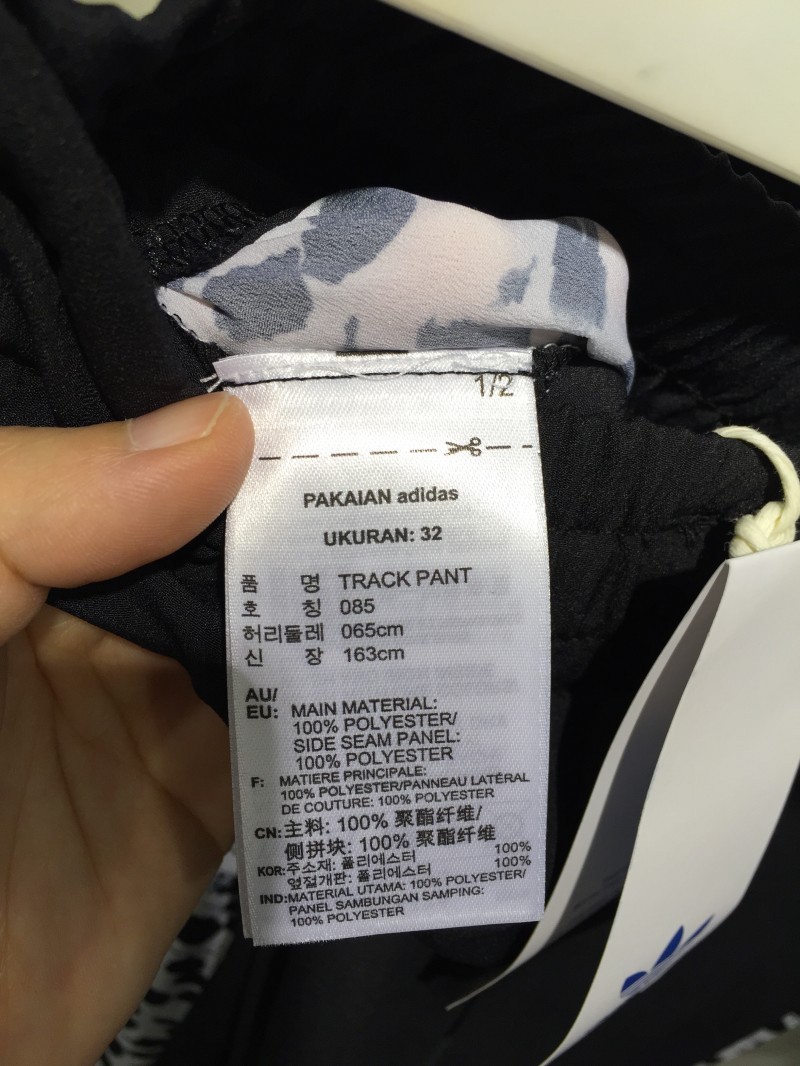 1/2
PAKAIAN adidas
UKURAN: 32
품 명 TRACK PANT
호 칭 085
허리둘레 065cm
신 장 163cm
AU/
EU: MAIN MATERIAL:
100% POLYESTER/
SIDE SEAM PANEL:
100% POLYESTER
F: MATIERE PRINCIPALE:
100% POLYESTER/PANNEAU LATÉRAL
DE COUTURE: 100% POLYESTER
CN:主料: 100% 聚酯纤维/
侧拼块: 100% 聚酯纤维
KOR:주소재: 폴리에스터 100%
옆절개판: 폴리에스터 100%
IND:MATERIAL UTAMA: 100% POLYESTER/
PANEL SAMBUNGAN SAMPING:
100% POLYESTER